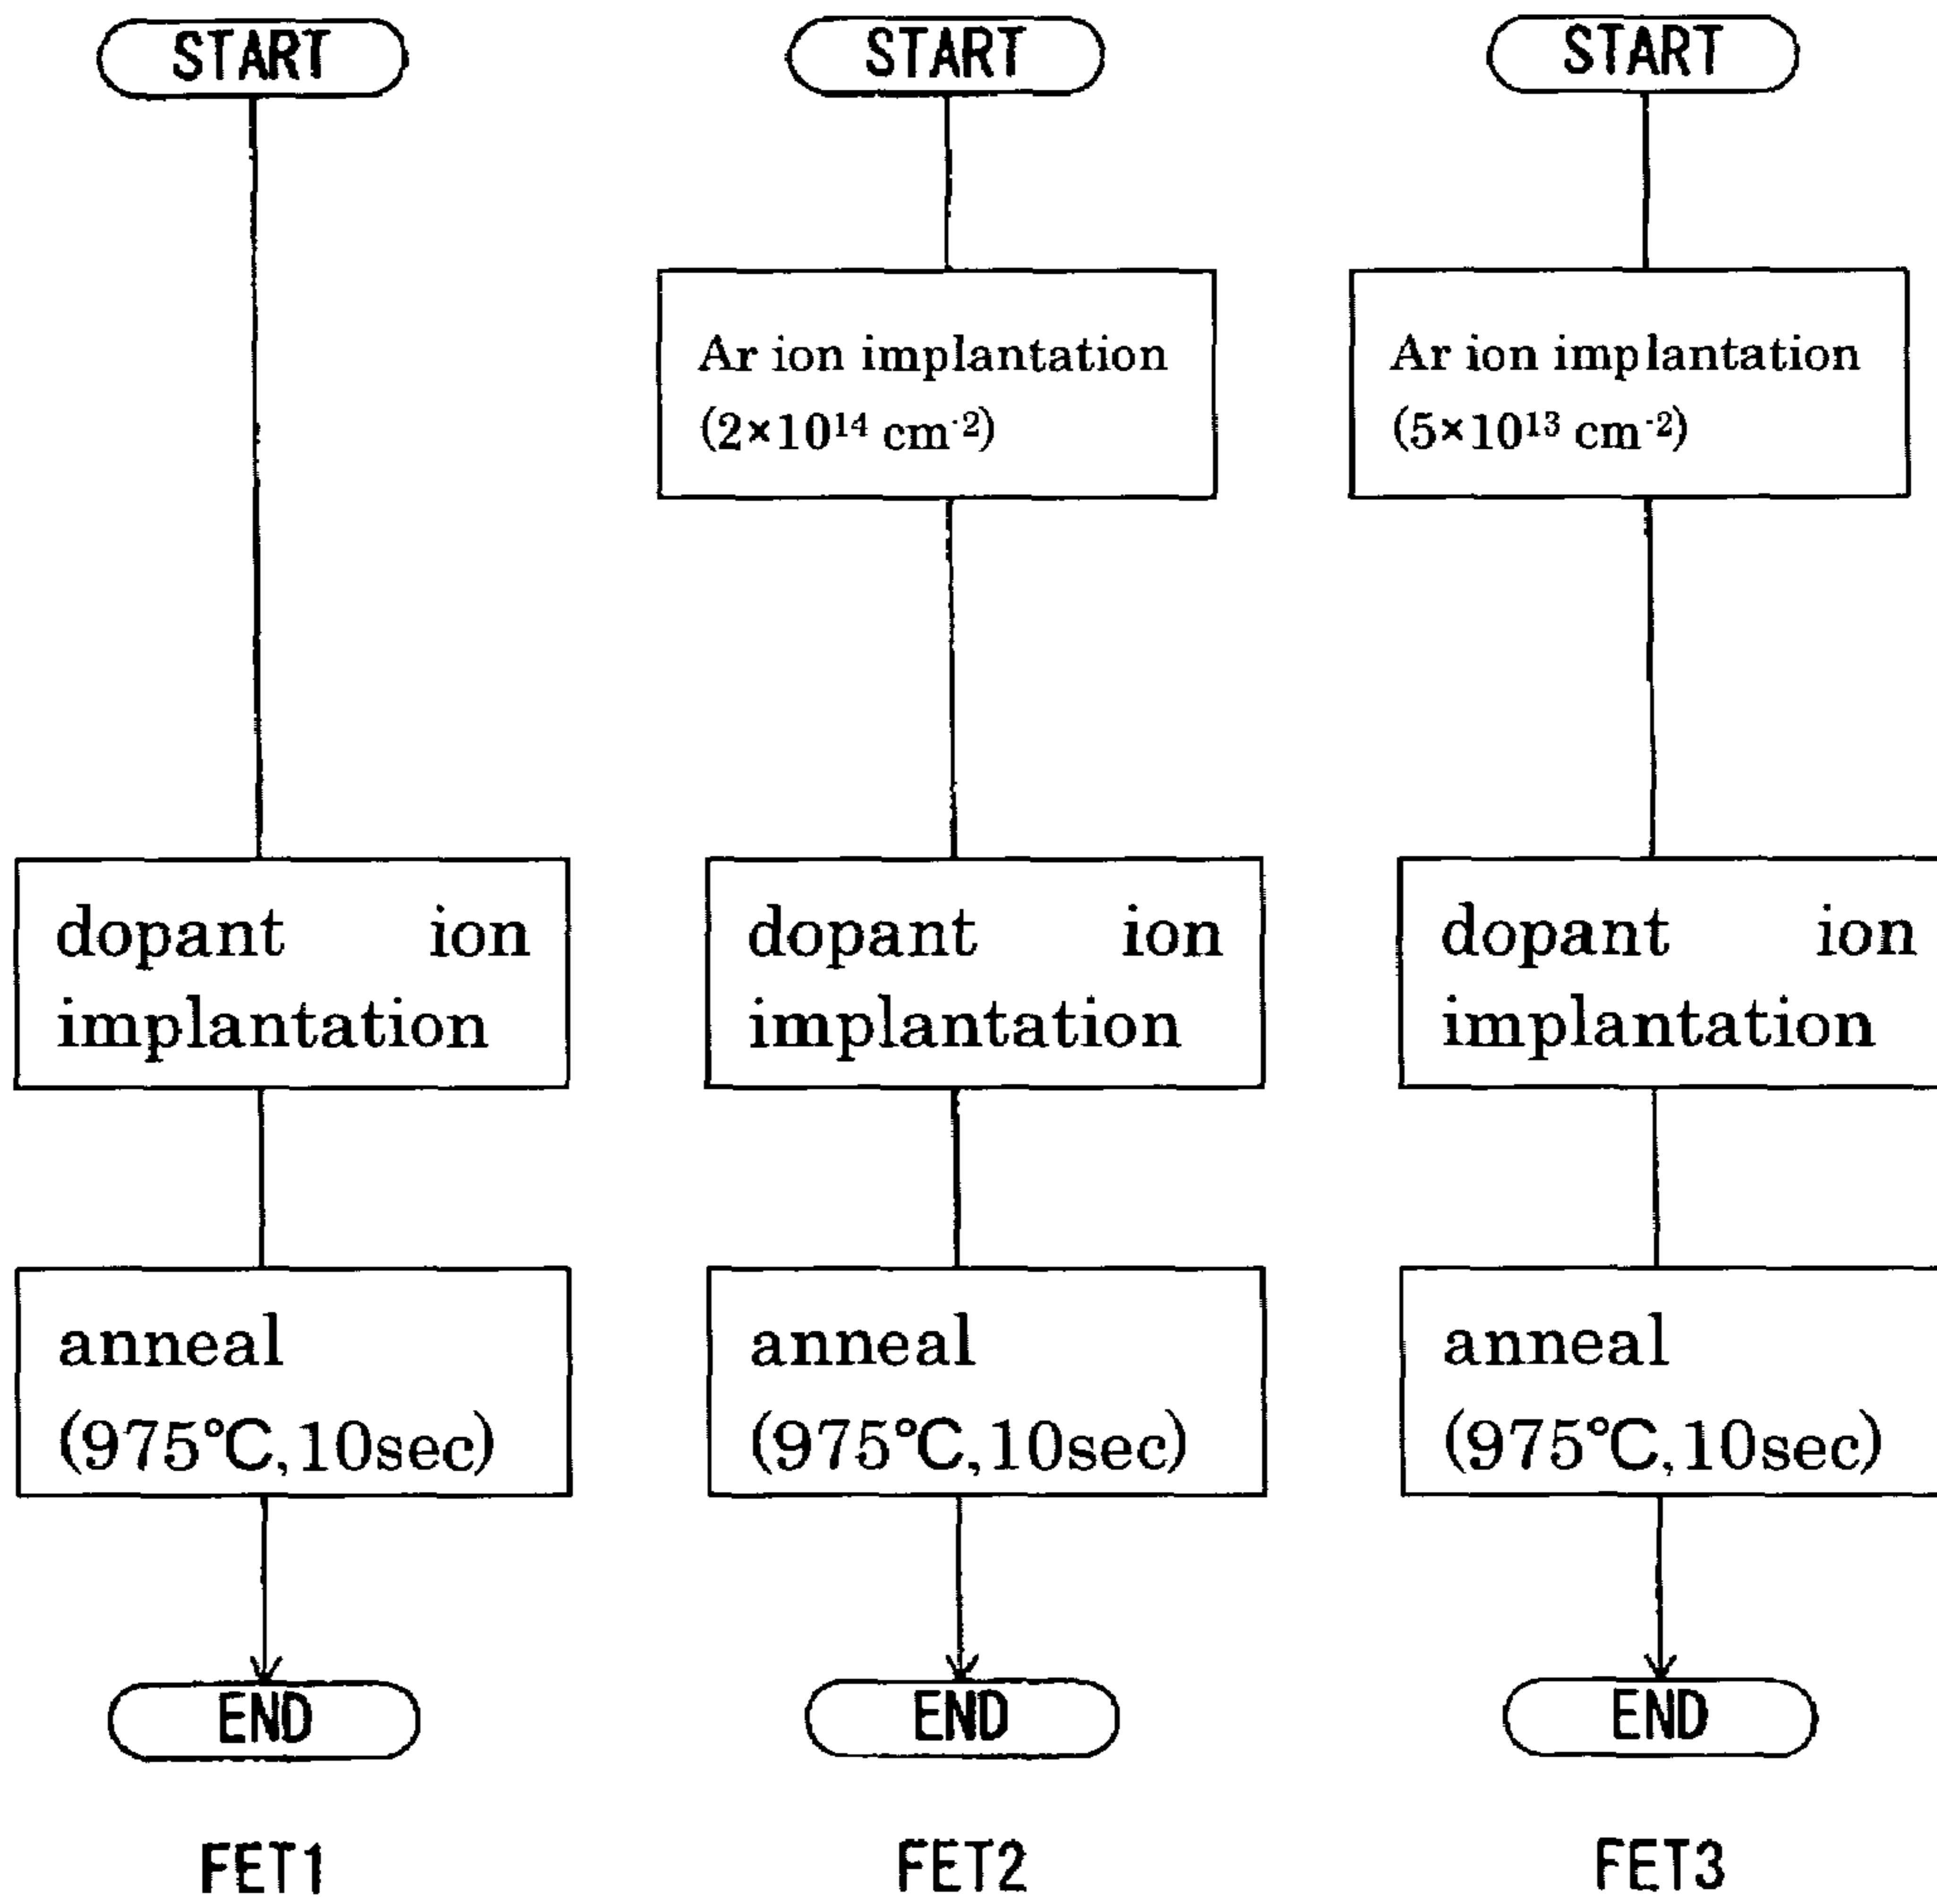 START
dopant ion
implantation
anneal
(975℃,10sec)
END
FET1
START
Ar ion implantation
(2×10¹⁴ cm⁻²)
dopant ion
implantation
anneal
(975℃,10sec)
END
FET2
START
Ar ion implantation
(5×10¹³ cm⁻²)
dopant ion
implantation
anneal
(975℃,10sec)
END
FET3